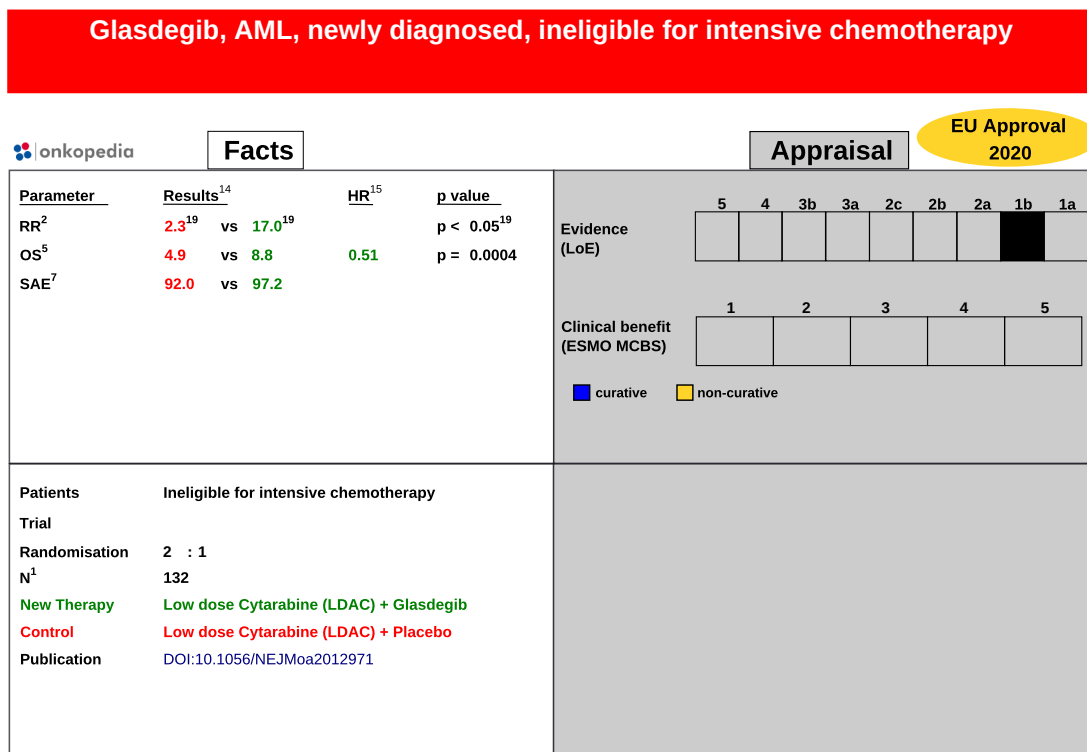 Glasdegib, AML, newly diagnosed, ineligible for intensive chemotherapy
EU Approval
2020
onkopedia
Facts
Appraisal
Parameter Results14 HR15 p value
RR2 2.319 vs 17.019 p < 0.0519
OS5 4.9 vs 8.8 0.51 p = 0.0004
SAE7 92.0 vs 97.2
5 4 3b 3a 2c 2b 2a 1b 1a
Evidence
(LoE)
1 2 3 4 5
Clinical benefit
(ESMO MCBS)
curative non-curative
Patients Ineligible for intensive chemotherapy
Trial
Randomisation 2 : 1
N1 132
New Therapy Low dose Cytarabine (LDAC) + Glasdegib
Control Low dose Cytarabine (LDAC) + Placebo
Publication DOI:10.1056/NEJMoa2012971